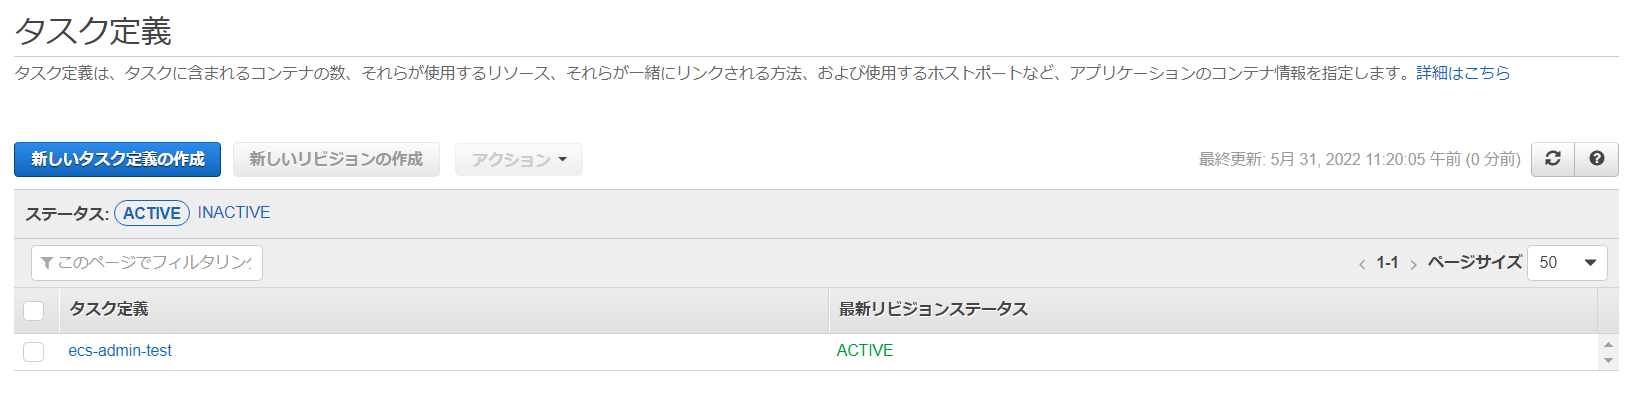 タスク定義
タスク定義は、タスクに含まれるコンテナの数、それらが使用するリソース、それらが一緒にリンクされる方法、および使用するホストポートなど、アプリケーションのコンテナ情報を指定します。詳細はこちら
新しいタスク定義の作成 新しいリビジョンの作成 アクション 最終更新: 5月 31, 2022 11:20:05 午前 (0 分前)
ステータス: ACTIVE INACTIVE
このページでフィルタリング 1-1 ページサイズ 50
タスク定義 最新リビジョンステータス
ecs-admin-test ACTIVE